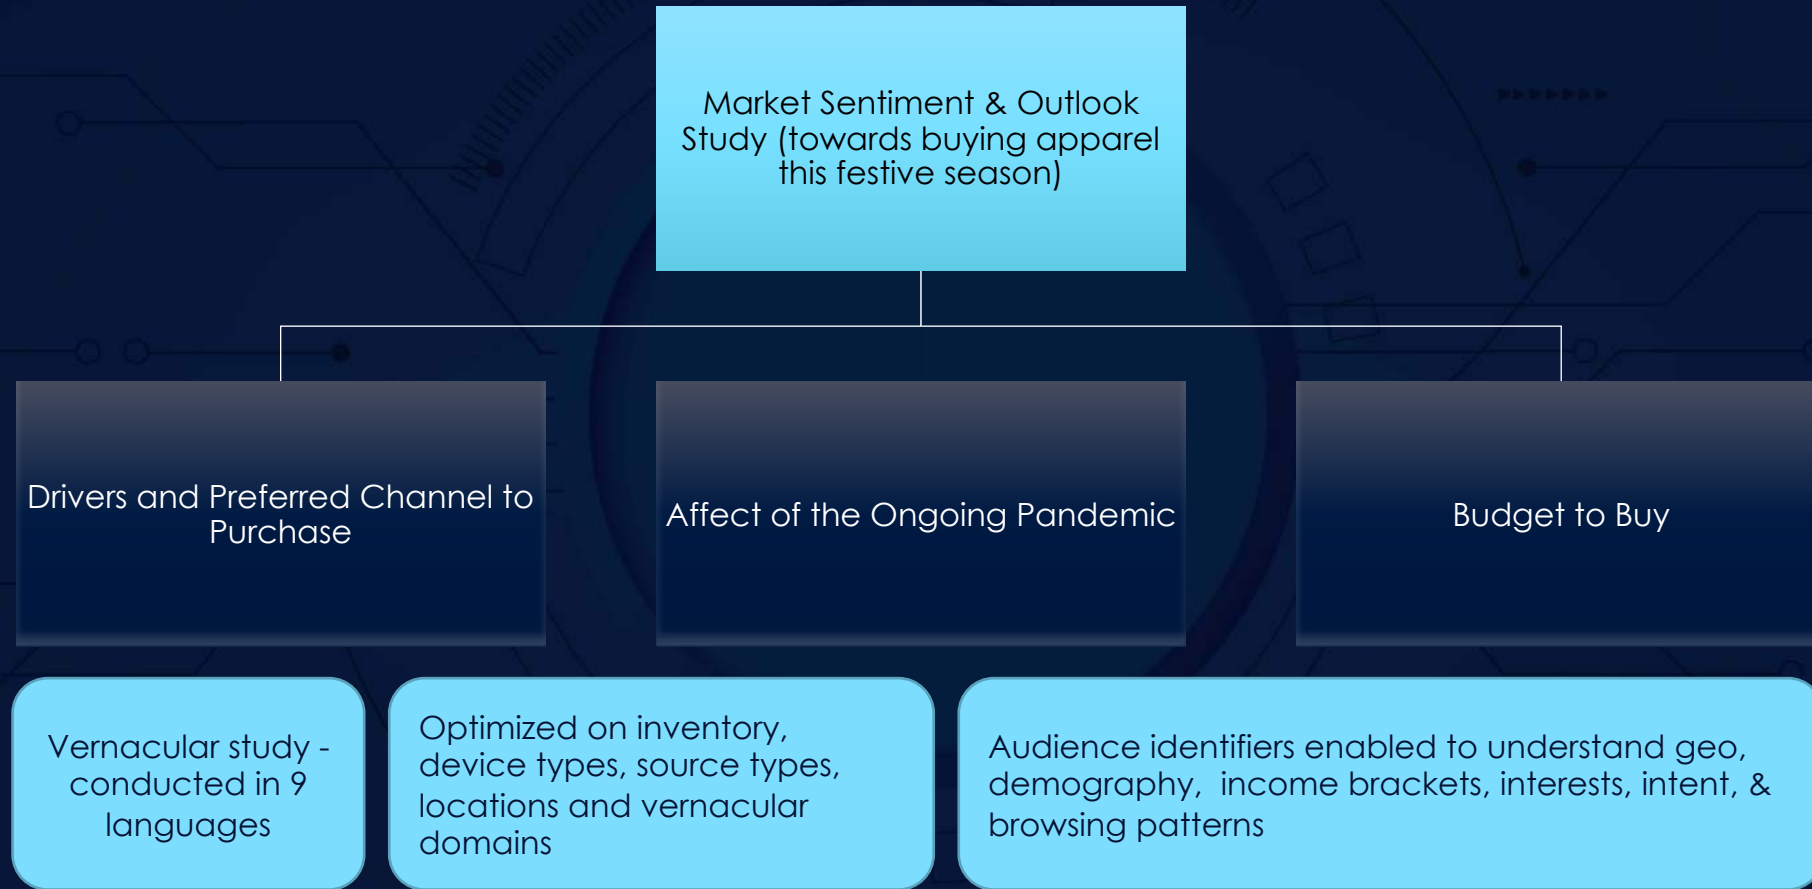 Market Sentiment & Outlook
Study (towards buying apparel
this festive season)
Drivers and Preferred Channel to
Purchase
Affect of the Ongoing Pandemic
Budget to Buy
Vernacular study -
conducted in 9
languages
Optimized on inventory,
device types, source types,
locations and vernacular
domains
Audience identifiers enabled to understand geo,
demography, income brackets, interests, intent, &
browsing patterns